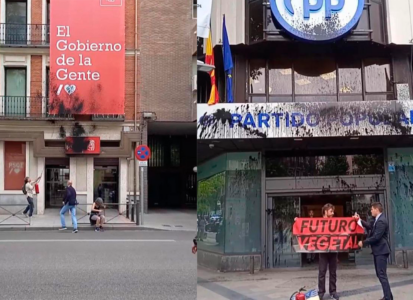 El
Gobierno
de la
Gente
PP
PARTIDO POPULAR
FUTURO
VEGETAL